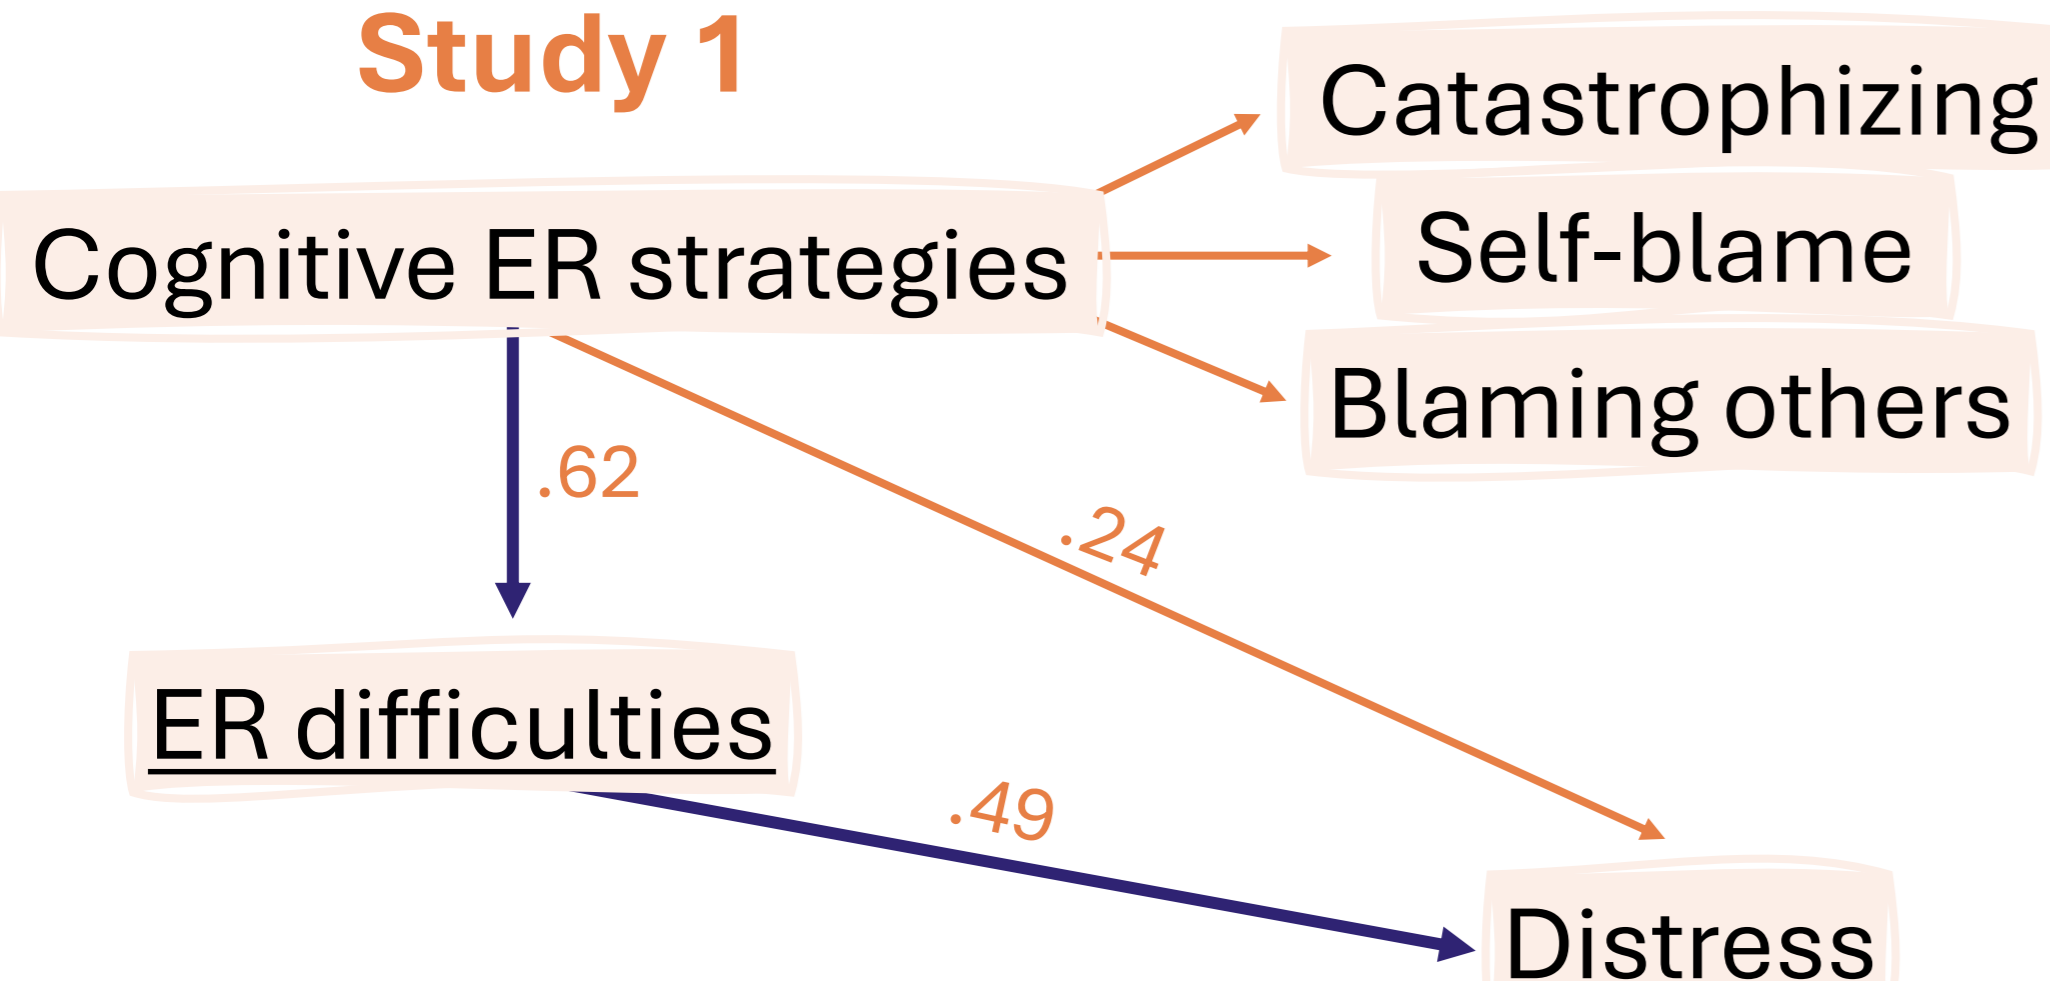 Study 1
Catastrophizing
Cognitive ER strategies
Self-blame
Blaming others
.62
.24
ER difficulties
.49
Distress